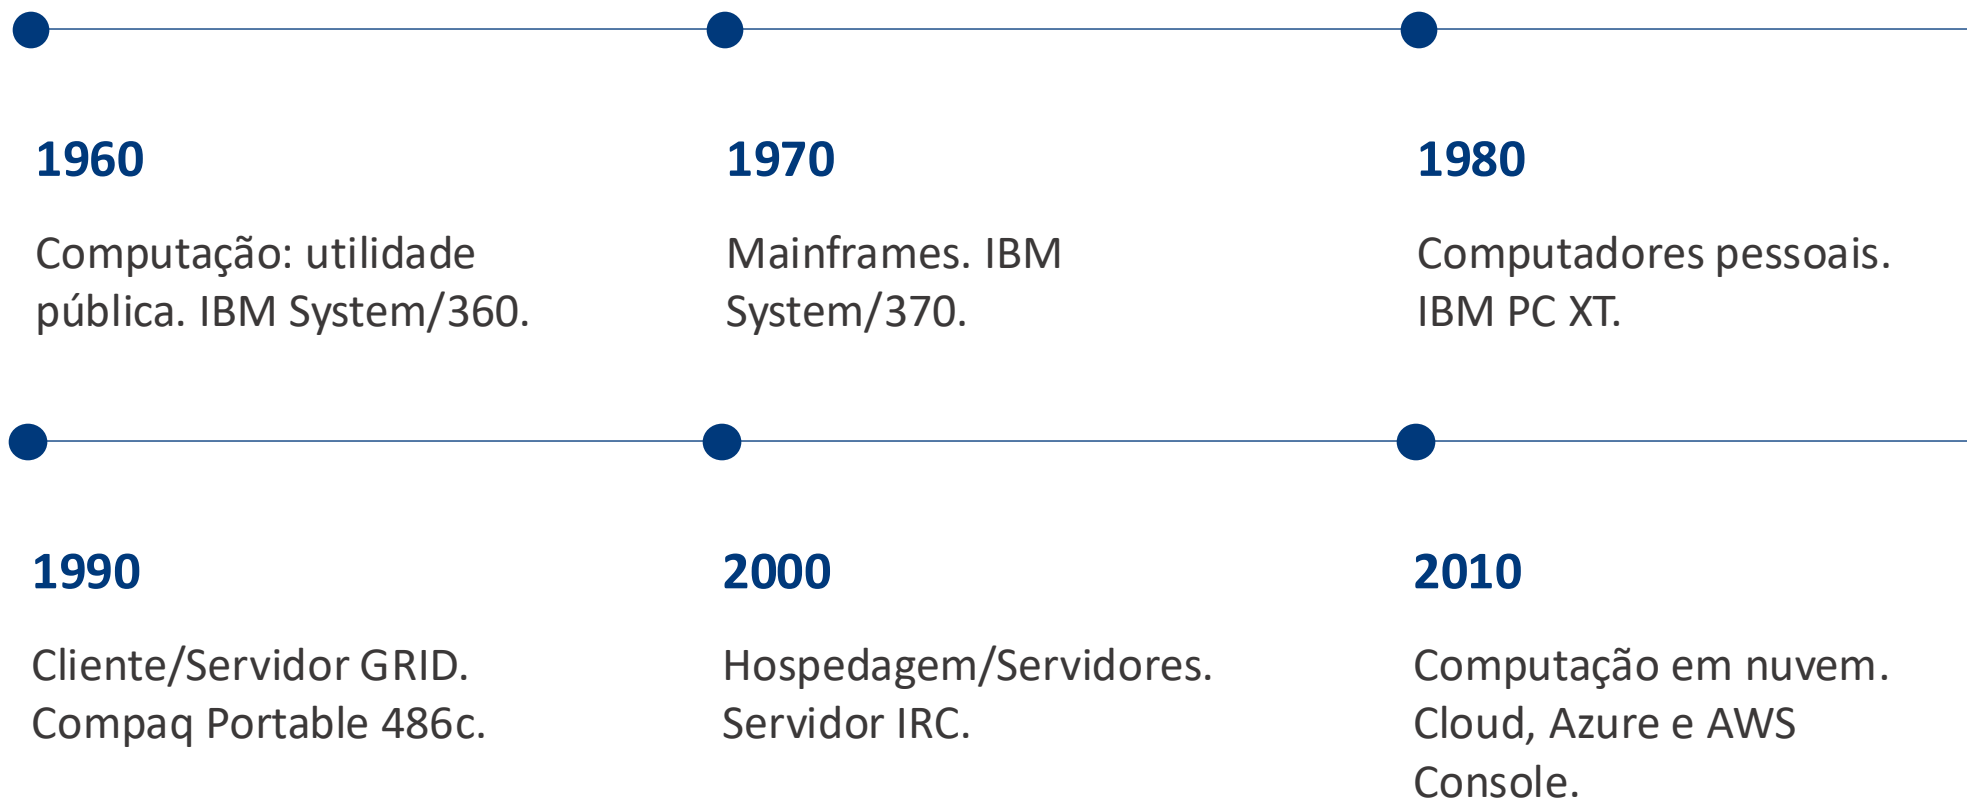 1960
Computação: utilidade
pública. IBM System/360.
1970
Mainframes. IBM
System/370.
1980
Computadores pessoais.
IBM PC XT.
1990
Cliente/Servidor GRID.
Compaq Portable 486c.
2000
Hospedagem/Servidores.
Servidor IRC.
2010
Computação em nuvem.
Cloud, Azure e AWS
Console.